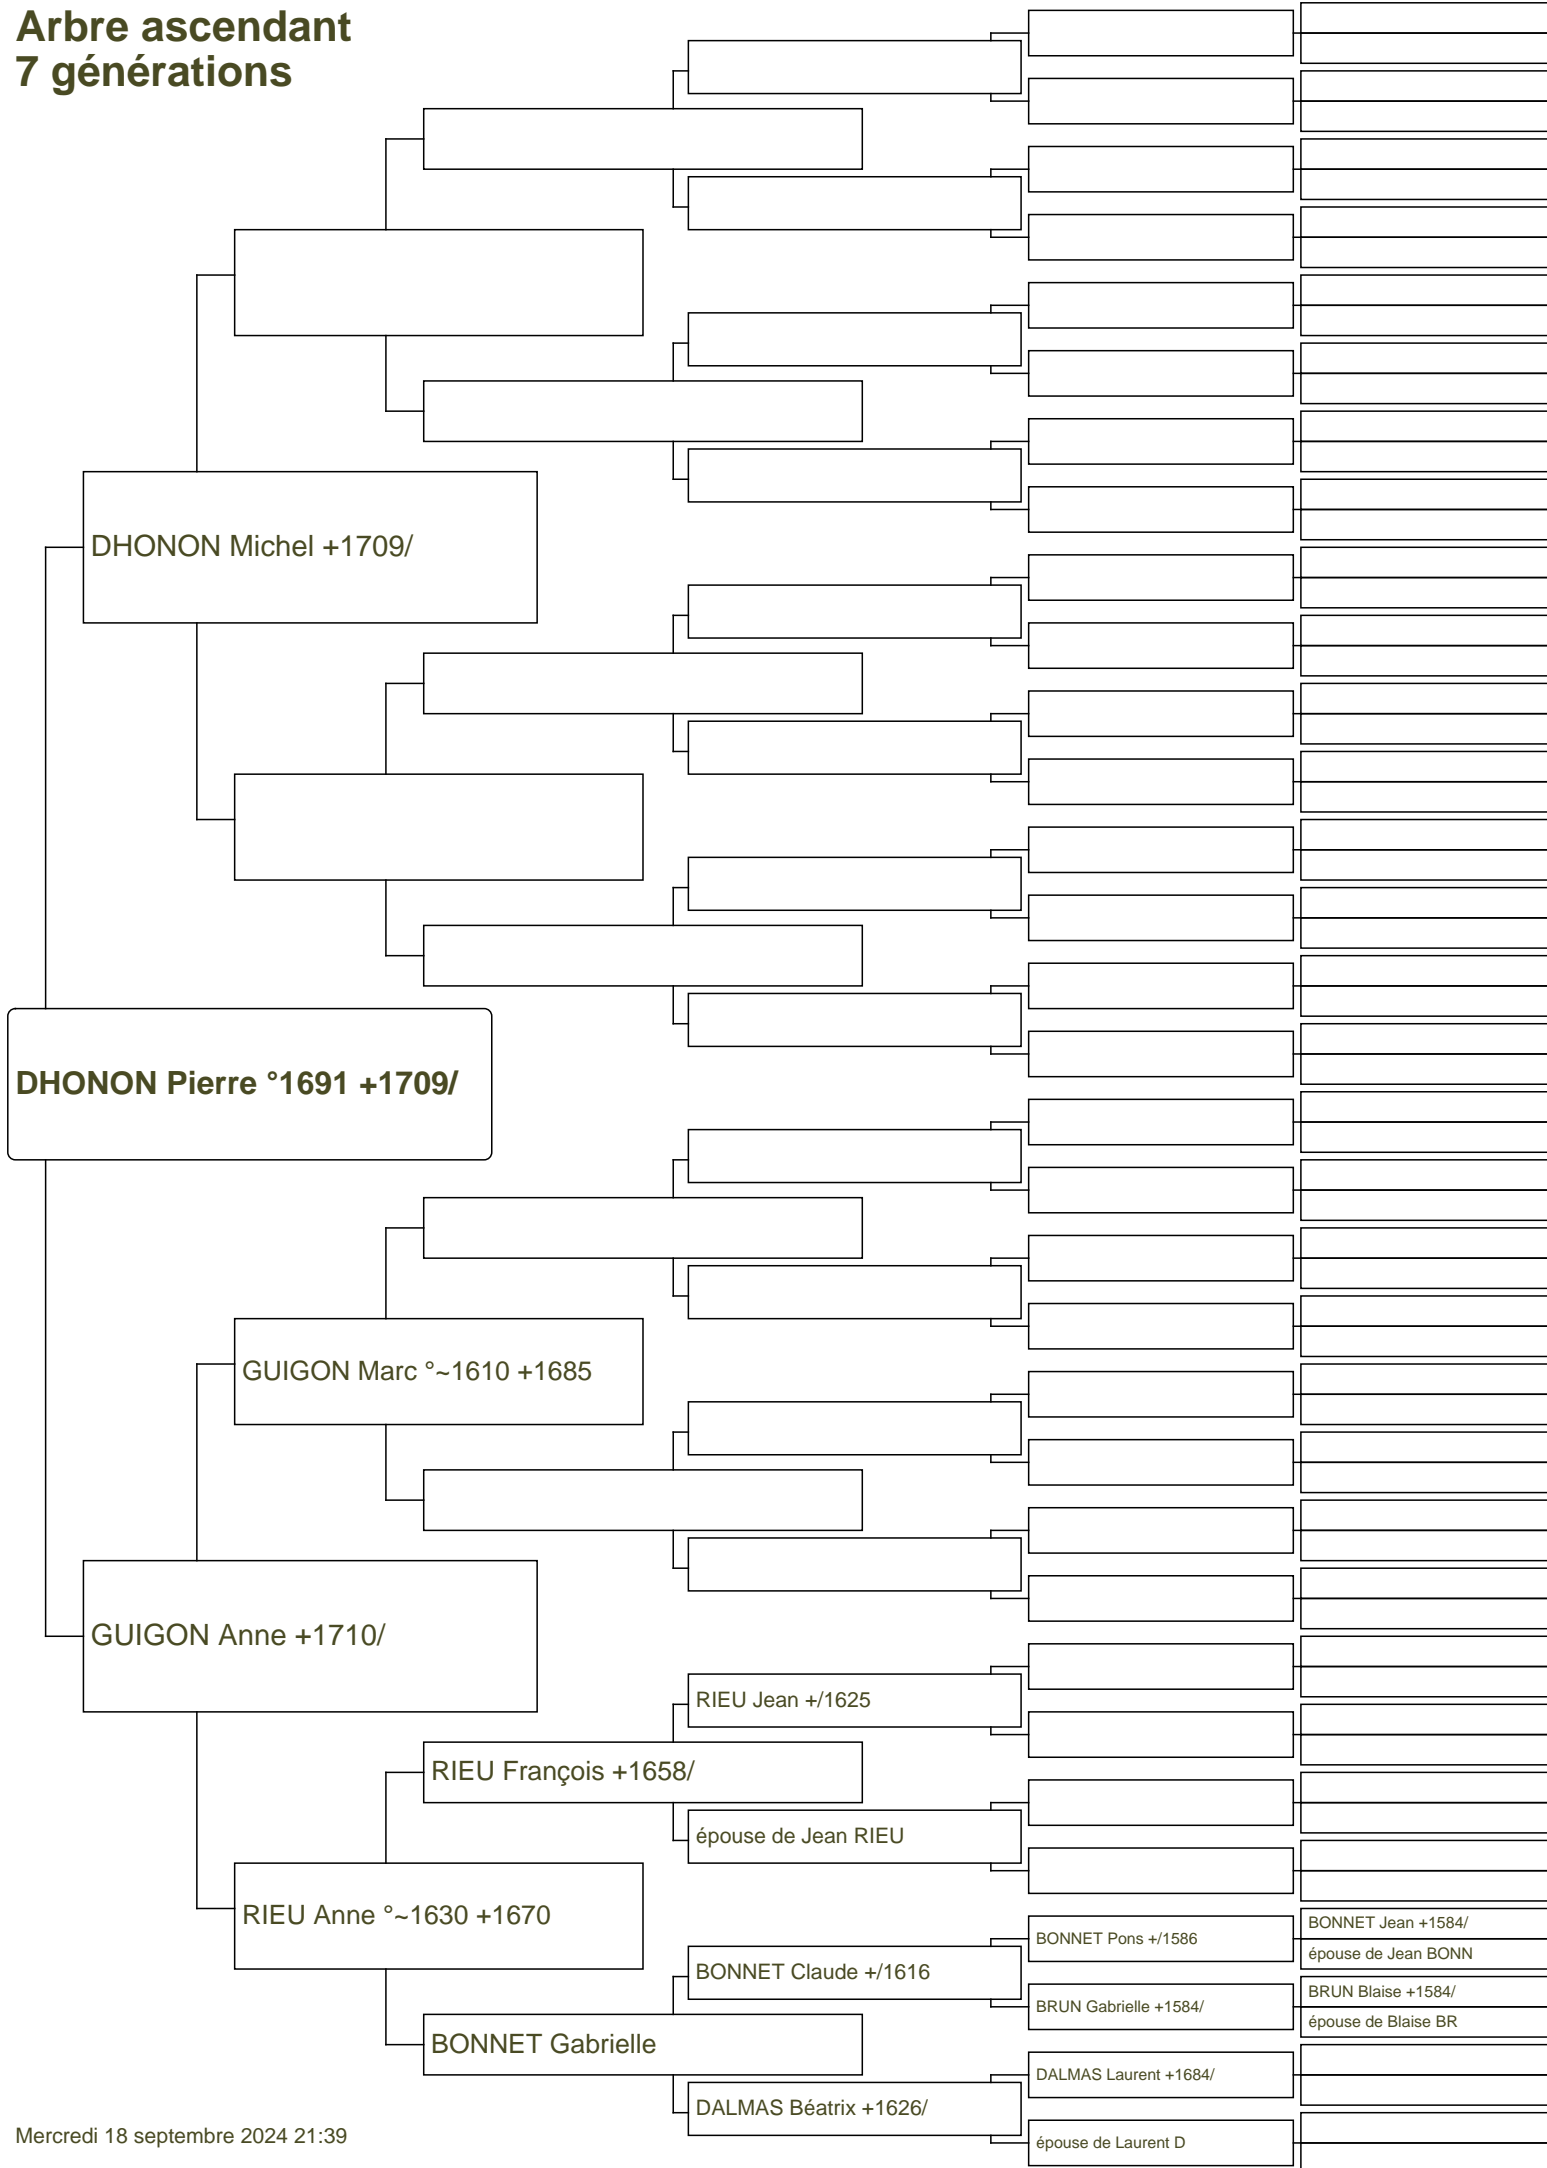 Arbre ascendant
7 générations
DHONON Michel +1709/
DHONON Pierre °1691 +1709/
GUIGON Marc °~1610 +1685
GUIGON Anne +1710/
RIEU Jean +/1625
RIEU François +1658/
épouse de Jean RIEU
RIEU Anne °~1630 +1670
BONNET Jean +1584/
BONNET Pons +/1586
épouse de Jean BONN
BONNET Claude +/1616
BRUN Blaise +1584/
BRUN Gabrielle +1584/
épouse de Blaise BR
BONNET Gabrielle
DALMAS Laurent +1684/
DALMAS Béatrix +1626/
épouse de Laurent D
Mercredi 18 septembre 2024 21:39